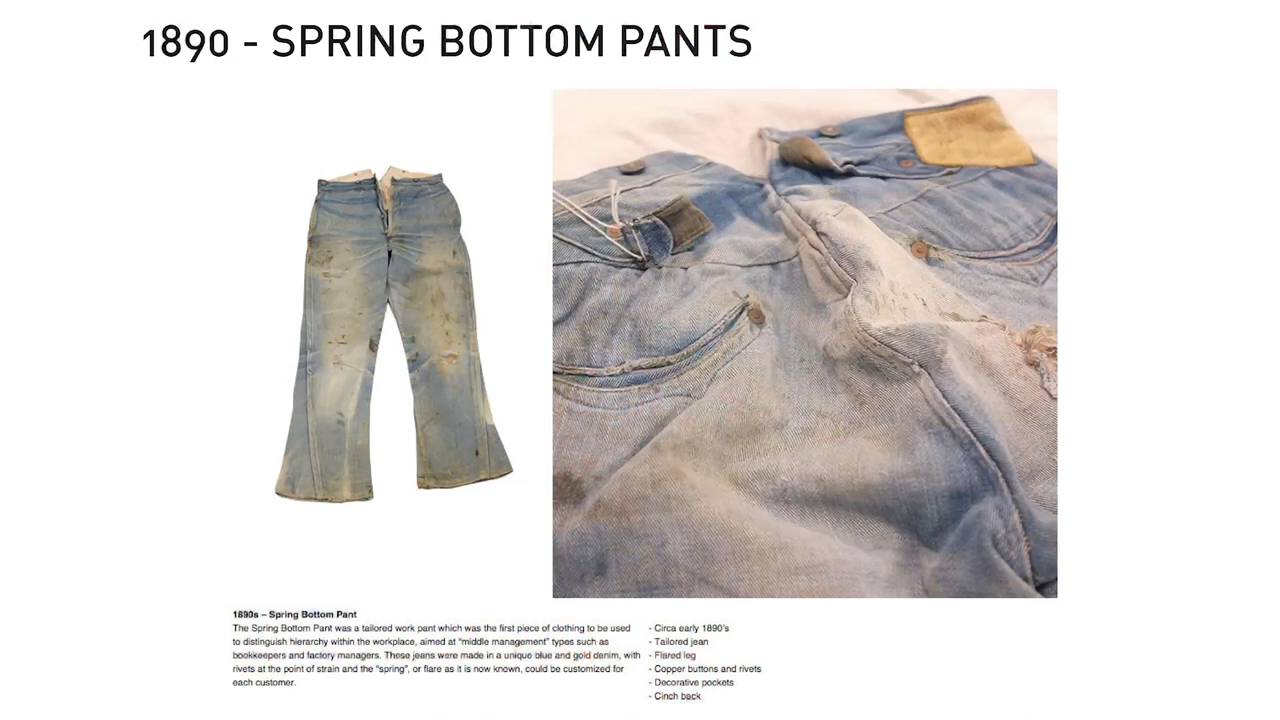 1890 - SPRING BOTTOM PANTS
1890s – Spring Bottom Pant
The Spring Bottom Pant was a tailored work pant which was the first piece of clothing to be used
to distinguish hierarchy within the workplace, aimed at "middle management" types such as
bookkeepers and factory managers. These jeans were made in a unique blue and gold denim, with
rivets at the point of strain and the "spring", or flare as it is now known, could be customized for
each customer.
- Circa early 1890's
- Tailored jean
- Flared leg
- Copper buttons and rivets
- Decorative pockets
- Cinch back